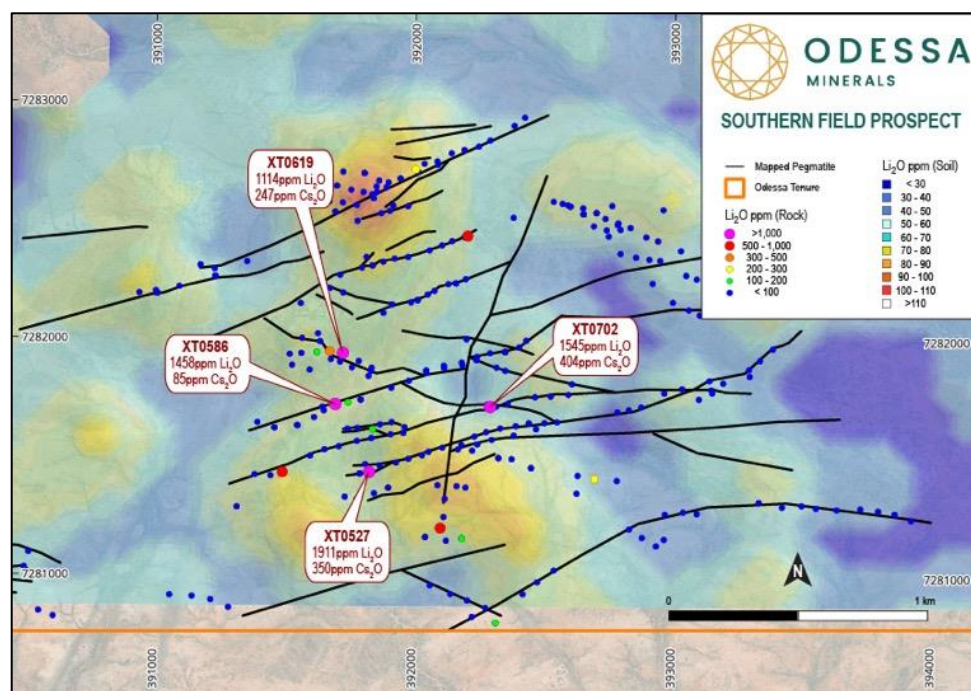 391000
392000
393000
ODESSA
MINERALS
SOUTHERN FIELD PROSPECT
Mapped Pegmatite
Odessa Tenure
Li₂O ppm (Rock)
>1,000
500 - 1,000
300 - 500
200 - 300
100 - 200
< 100
Li₂O ppm (Soil)
< 30
30 - 40
40 - 50
50 - 60
60 - 70
70 - 80
80 - 90
90 - 100
100 - 110
>110
7283000
XT0619
1114ppm Li₂O
247ppm Cs₂O
7282000
7282000
XT0586
1458ppm Li₂O
85ppm Cs₂O
XT0702
1545ppm Li₂O
404ppm Cs₂O
XT0527
1911ppm Li₂O
350ppm Cs₂O
7281000
7281000
N
0
1 km
391000
392000
393000
394000